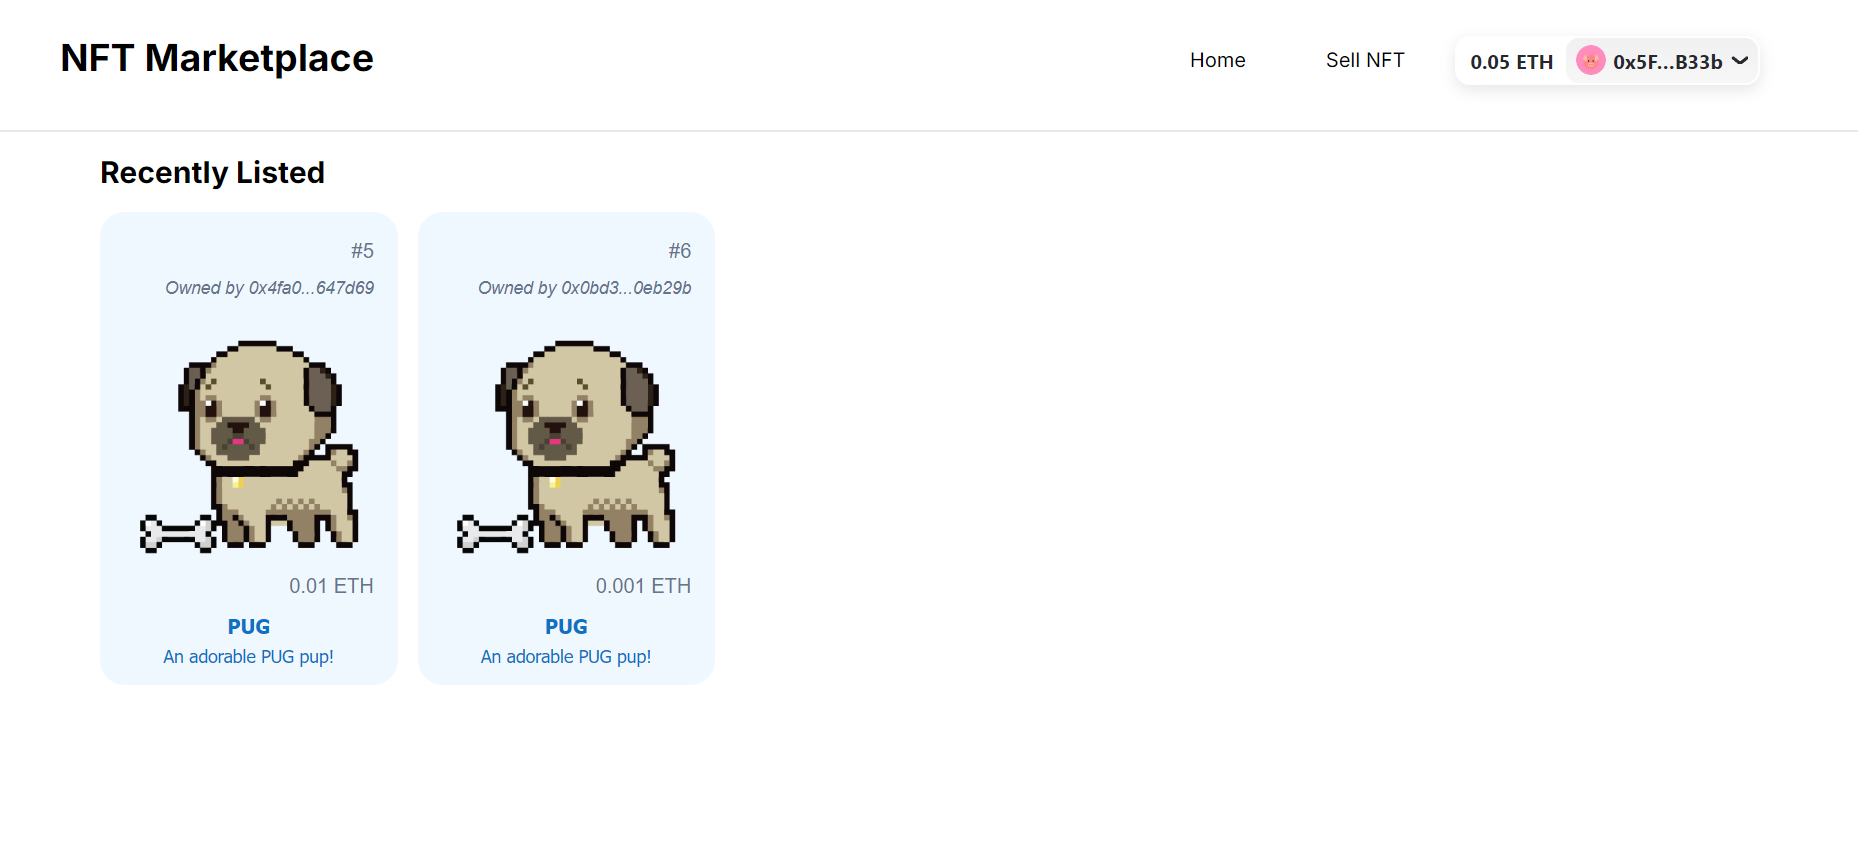 NFT Marketplace
Home
Sell NFT
0.05 ETH
0x5F...B33b
Recently Listed
#5
Owned by 0x4fa0...647d69
0.01 ETH
PUG
An adorable PUG pup!
#6
Owned by 0x0bd3...0eb29b
0.001 ETH
PUG
An adorable PUG pup!